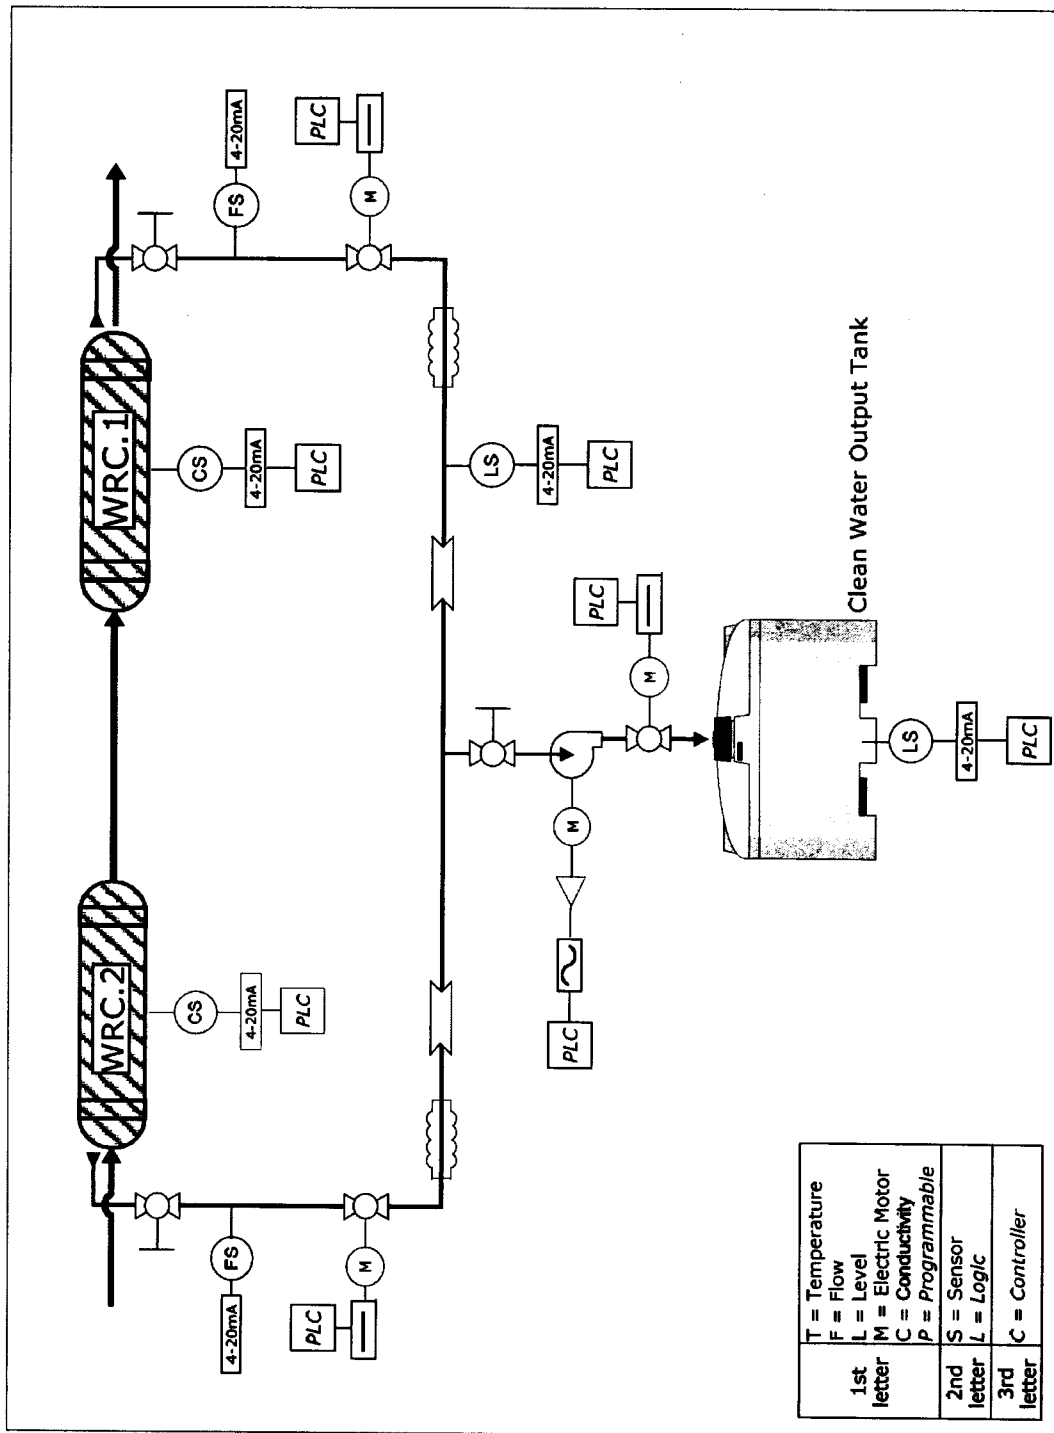 WRC.2
WRC.1
CS
CS
FS
4-20mA
FS
4-20mA
4-20mA
4-20mA
PLC
PLC
PLC
PLC
M
M
LS
4-20mA
PLC
PLC
M
PLC
M
Clean Water Output Tank
LS
4-20mA
PLC
1st letter
T = Temperature
F = Flow
L = Level
M = Electric Motor
C = Conductivity
P = Programmable
2nd letter
S = Sensor
L = Logic
3rd letter
C = Controller